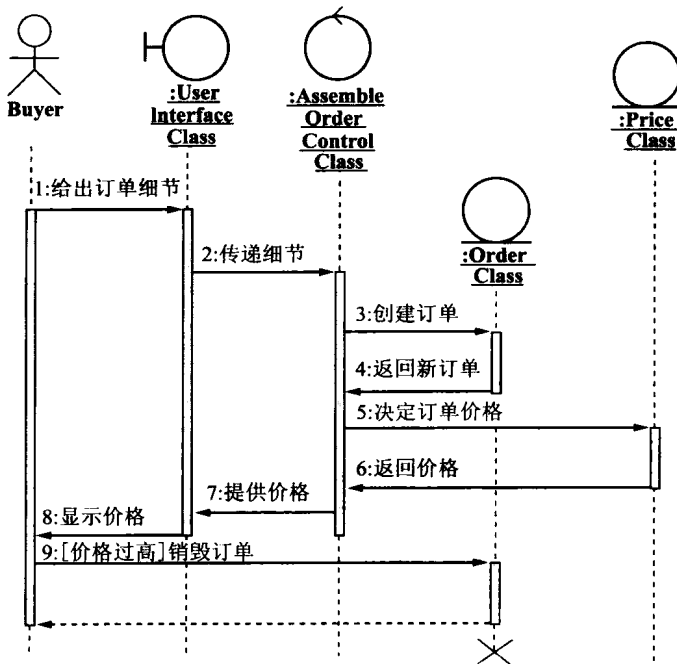 Buyer
:User
Interface
Class
:Assemble
Order
Control
Class
:Price
Class
:Order
Class
1:给出订单细节
2:传递细节
3:创建订单
4:返回新订单
5:决定订单价格
6:返回价格
7:提供价格
8:显示价格
9:[价格过高]销毁订单